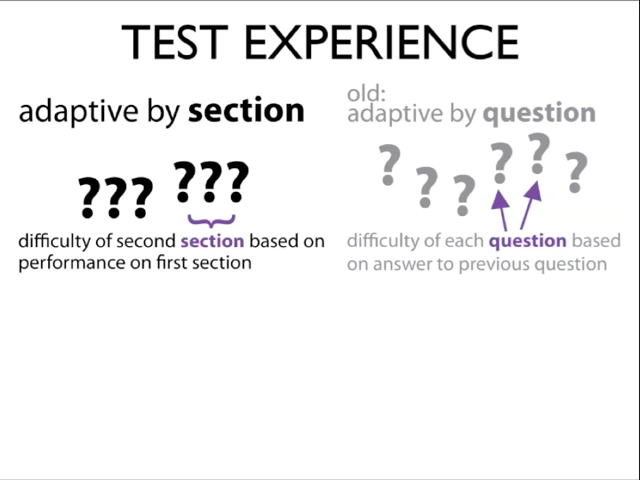 TEST EXPERIENCE
adaptive by section
??? ???
difficulty of second section based on
performance on first section
old:
adaptive by question
? ? ? ? ? ?
difficulty of each question based
on answer to previous question